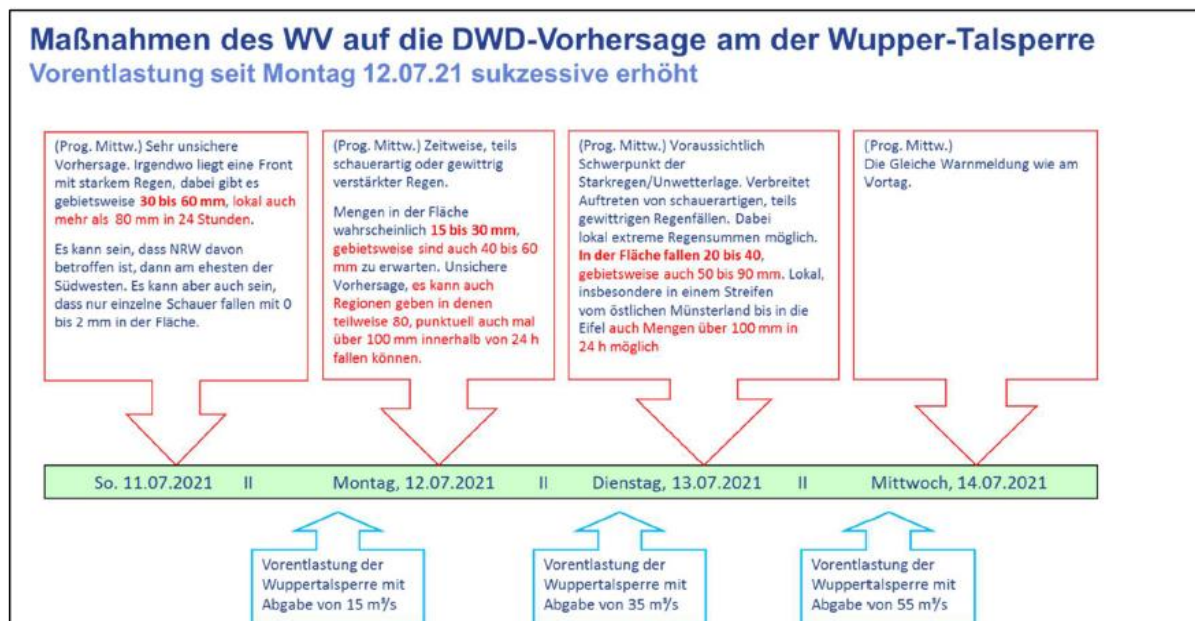 Maßnahmen des WV auf die DWD-Vorhersage am der Wupper-Talsperre
Vorentlastung seit Montag 12.07.21 sukzessive erhöht
(Prog. Mittw.) Sehr unsichere
Vorhersage. Irgendwo liegt eine Front
mit starkem Regen, dabei gibt es
gebietsweise 30 bis 60 mm, lokal auch
mehr als 80 mm in 24 Stunden.
Es kann sein, dass NRW davon
betroffen ist, dann am ehesten der
Südwesten. Es kann aber auch sein,
dass nur einzelne Schauer fallen mit 0
bis 2 mm in der Fläche.
(Prog. Mittw.) Zeitweise, teils
schauerartig oder gewittrig
verstärkter Regen.
Mengen in der Fläche
wahrscheinlich 15 bis 30 mm,
gebietsweise sind auch 40 bis 60
mm zu erwarten. Unsichere
Vorhersage, es kann auch
Regionen geben in denen
teilweise 80, punktuell auch mal
über 100 mm innerhalb von 24 h
fallen können.
(Prog. Mittw.) Voraussichtlich
Schwerpunkt der
Starkregen/Unwetterlage. Verbreitet
Auftreten von schauerartigen, teils
gewittrigen Regenfällen. Dabei
lokal extreme Regensummen möglich.
In der Fläche fallen 20 bis 40,
gebietsweise auch 50 bis 90 mm. Lokal,
insbesondere in einem Streifen
vom östlichen Münsterland bis in die
Eifel auch Mengen über 100 mm in
24 h möglich
(Prog. Mittw.)
Die Gleiche Warnmeldung wie am
Vortag.
So. 11.07.2021 II Montag, 12.07.2021 II Dienstag, 13.07.2021 II Mittwoch, 14.07.2021
Vorentlastung der
Wuppertalsperre mit
Abgabe von 15 m³/s
Vorentlastung der
Wuppertalsperre mit
Abgabe von 35 m³/s
Vorentlastung der
Wuppertalsperre mit
Abgabe von 55 m³/s